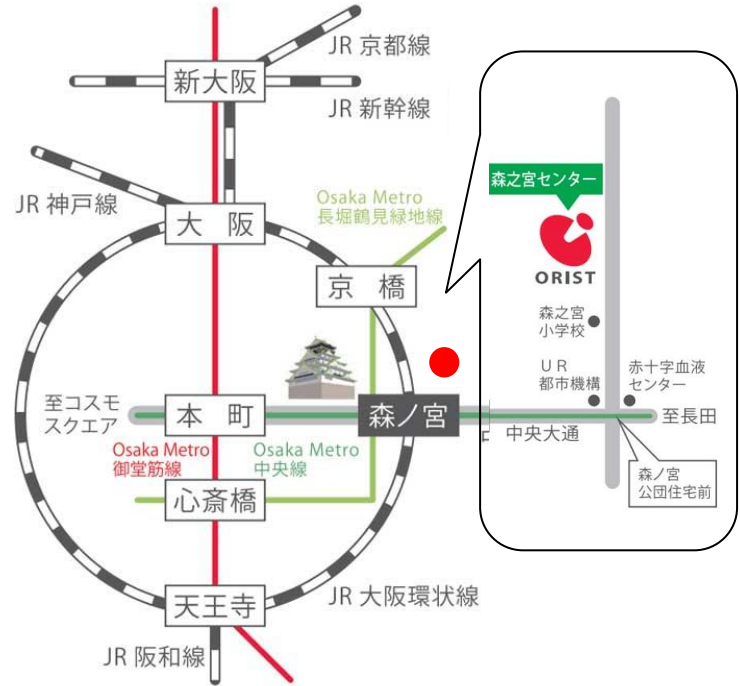 JR 京都線
新大阪
JR 新幹線
JR 神戸線
大 阪
Osaka Metro
長堀鶴見緑地線
京 橋
至コスモ
スクエア
本 町
森ノ宮
Osaka Metro
御堂筋線
Osaka Metro
中央線
心斎橋
天王寺
JR 大阪環状線
JR 阪和線
森之宮センター
ORIST
森之宮
小学校
UR
都市機構
赤十字血液
センター
中央大通
至長田
森ノ宮
公団住宅前